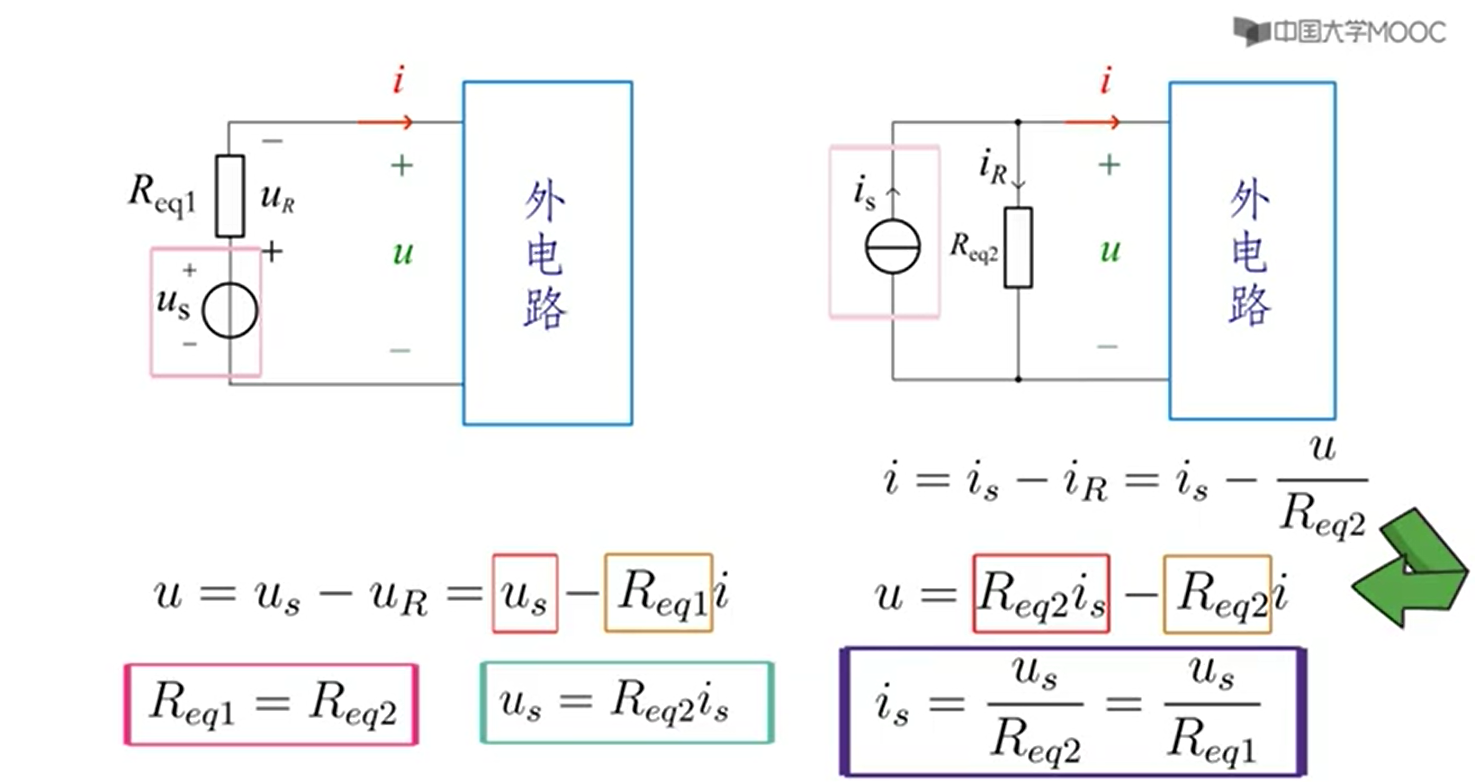 中国大学MOOC
i
−
R_eq1
u_R
+
+
u_s
−
+
u
−
外
电
路
i
i_s
i_R
R_eq2
+
u
−
外
电
路
i = i_s − i_R = i_s − u/R_eq2
u = u_s − u_R = u_s − R_eq1 i
u = R_eq2 i_s − R_eq2 i
R_eq1 = R_eq2
u_s = R_eq2 i_s
i_s = u_s/R_eq2 = u_s/R_eq1